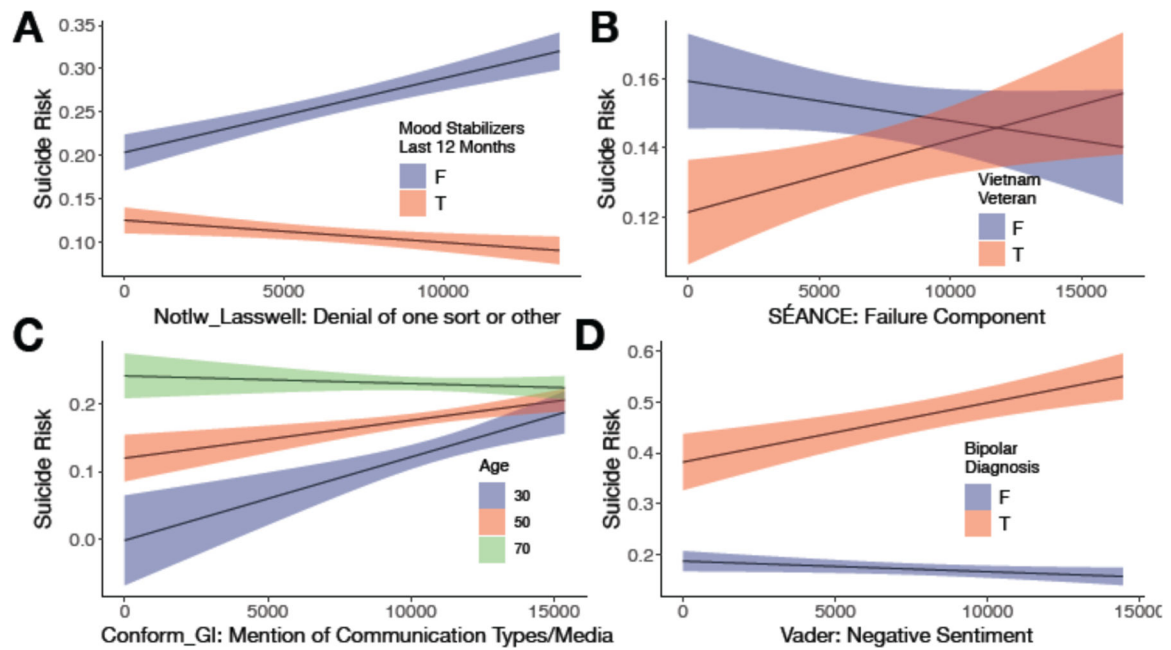 A
Suicide Risk
0.35
0.30
0.25
0.20
0.15
0.10
Mood Stabilizers
Last 12 Months
F
T
0 5000 10000
Notlw_Lasswell: Denial of one sort or other
B
Suicide Risk
0.16
0.14
0.12
Vietnam
Veteran
F
T
0 5000 10000 15000
SÉANCE: Failure Component
C
Suicide Risk
0.2
0.1
0.0
Age
30
50
70
0 5000 10000 15000
Conform_GI: Mention of Communication Types/Media
D
Suicide Risk
0.6
0.5
0.4
0.3
0.2
Bipolar
Diagnosis
F
T
0 5000 10000 15000
Vader: Negative Sentiment